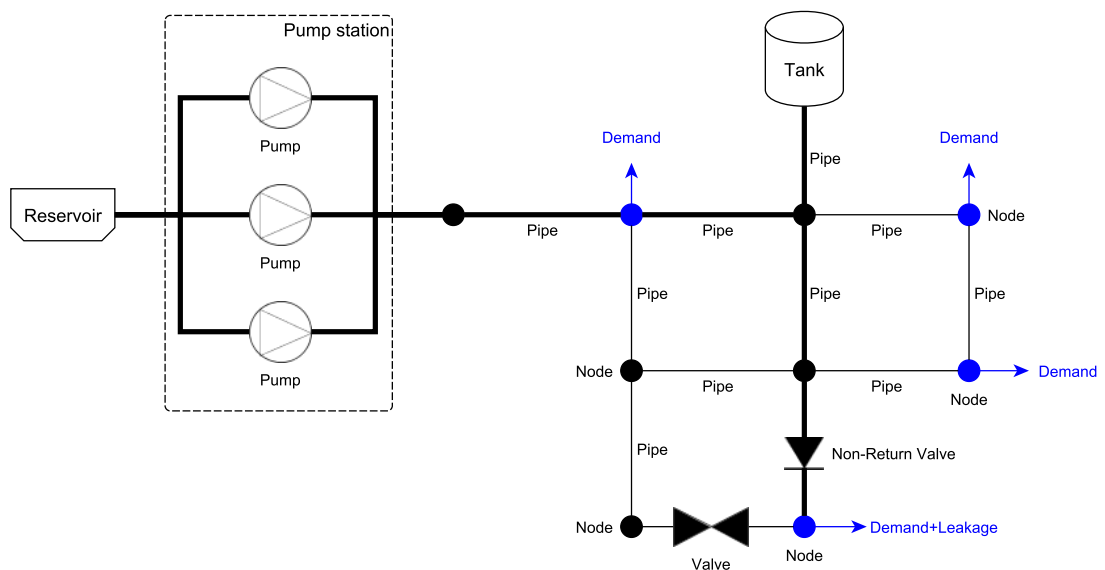 Pump station
Tank
Pump
Demand
Demand
Pipe
Reservoir
Node
Pipe
Pipe
Pipe
Pump
Pipe
Pipe
Pipe
Node
Demand
Pump
Pipe
Pipe
Node
Pipe
Non-Return Valve
Node
Demand+Leakage
Node
Valve